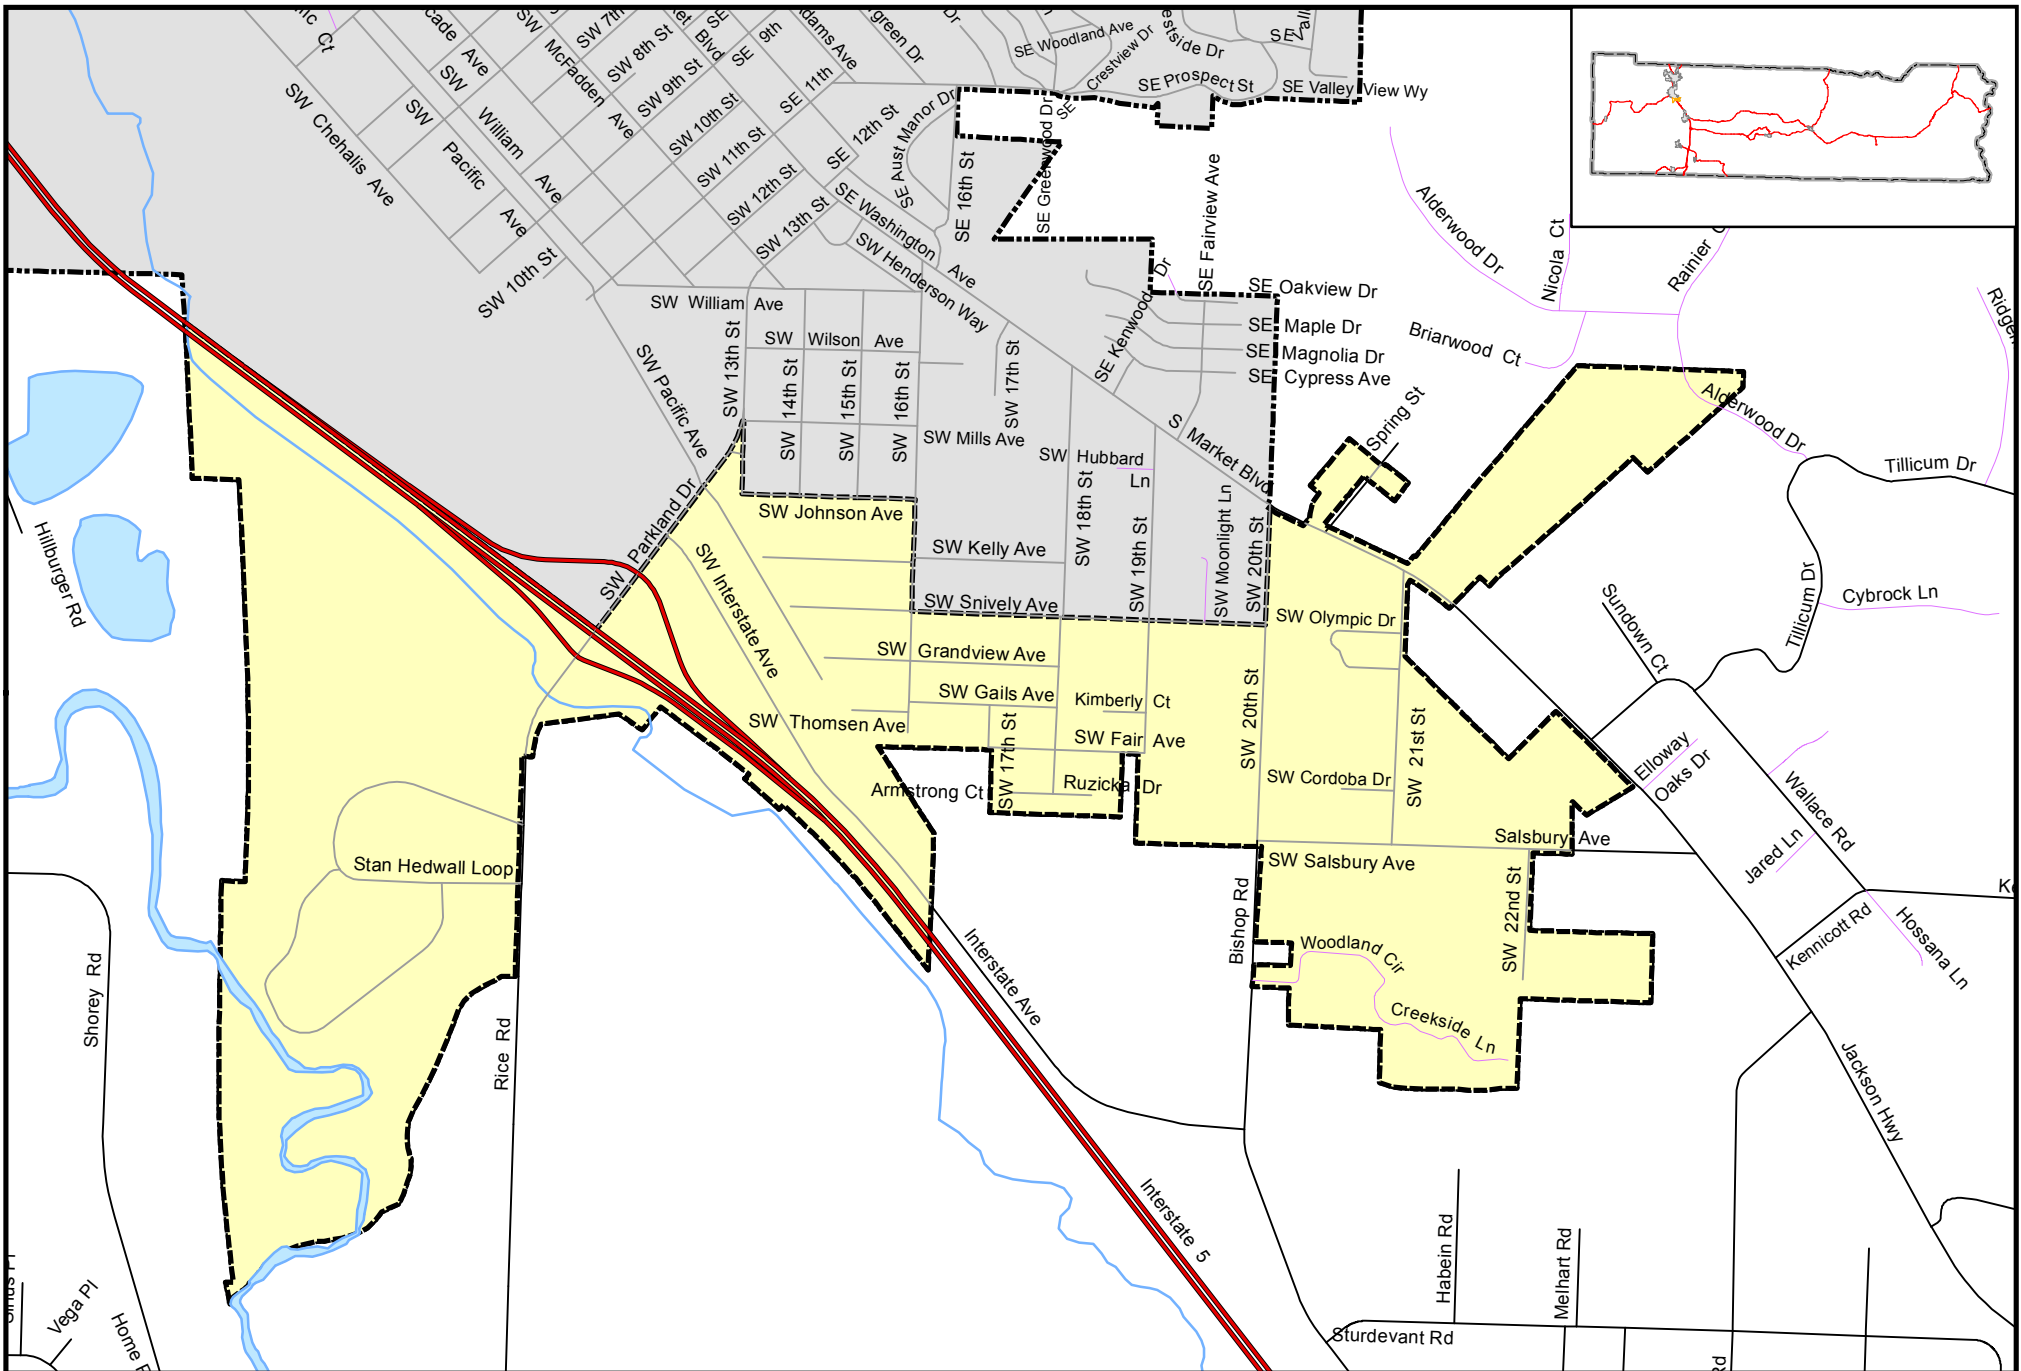 SW 7th
SW 8th St
SW 9th St
SW 10th St
SW 11th St
SW 12th St
SW 13th St
SW McFadden Ave
SE 9th
SE 11th
SE 12th St
SE Aust Manor Dr
SE 16th St
SE Washington Ave
SW Henderson Way
SE Woodland Ave
SE Crestview Dr
SE Prospect St
SE Valley View Wy
SE Greenwood Dr
SE Fairview Ave
SW Chehalis Ave
SW Pacific Ave
SW William Ave
SW 10th St
SW William Ave
SW Wilson Ave
SW 13th St
SW 14th St
SW 15th St
SW 16th St
SW 17th St
SW Pacific Ave
SW Mills Ave
SE Kenwood Dr
SE Oakview Dr
SE Maple Dr
SE Magnolia Dr
SE Cypress Ave
S Market Blvd
SW Hubbard Ln
SW 18th St
SW 19th St
SW Moonlight Ln
SW 20th St
Alderwood Dr
Nicola Ct
Rainier
Briarwood Ct
Spring St
Alderwood Dr
Tillicum Dr
Tillicum Dr
Cybrock Ln
Sundown Ct
SW Parkland Dr
SW Johnson Ave
SW Kelly Ave
SW Snively Ave
SW Interstate Ave
SW Grandview Ave
SW Gails Ave
Kimberly Ct
SW Thomsen Ave
SW Fair Ave
SW 17th St
Armstrong Ct
Ruzicka Dr
SW Olympic Dr
SW 20th St
SW 21st St
SW Cordoba Dr
Salsbury Ave
SW Salsbury Ave
SW 22nd St
Elloway
Oaks Dr
Wallace Rd
Jared Ln
Kennicott Rd
Hossana Ln
Hillburger Rd
Stan Hedwall Loop
Shorey Rd
Rice Rd
Bishop Rd
Woodland Cir
Creekside Ln
Interstate Ave
Interstate 5
Jackson Hwy
Habein Rd
Melhart Rd
Sturdevant Rd
Vega Pl
Home
Rd